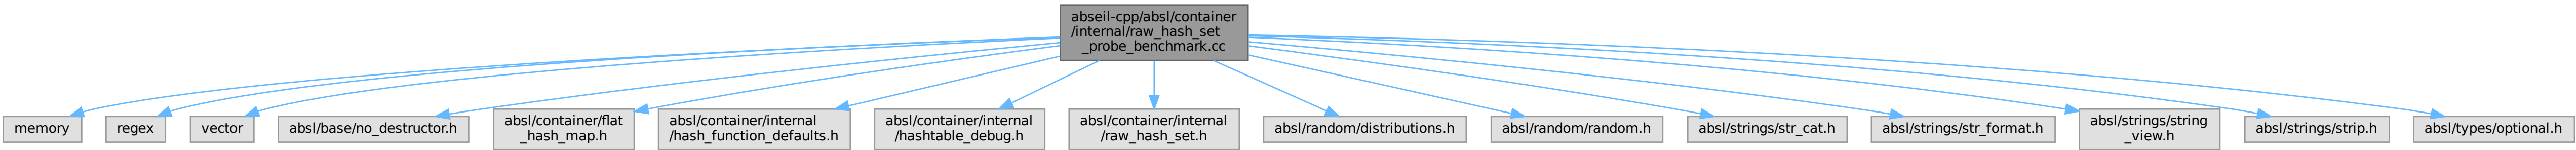 abseil-cpp/absl/container
/internal/raw_hash_set
_probe_benchmark.cc
memory
regex
vector
absl/base/no_destructor.h
absl/container/flat
_hash_map.h
absl/container/internal
/hash_function_defaults.h
absl/container/internal
/hashtable_debug.h
absl/container/internal
/raw_hash_set.h
absl/random/distributions.h
absl/random/random.h
absl/strings/str_cat.h
absl/strings/str_format.h
absl/strings/string
_view.h
absl/strings/strip.h
absl/types/optional.h